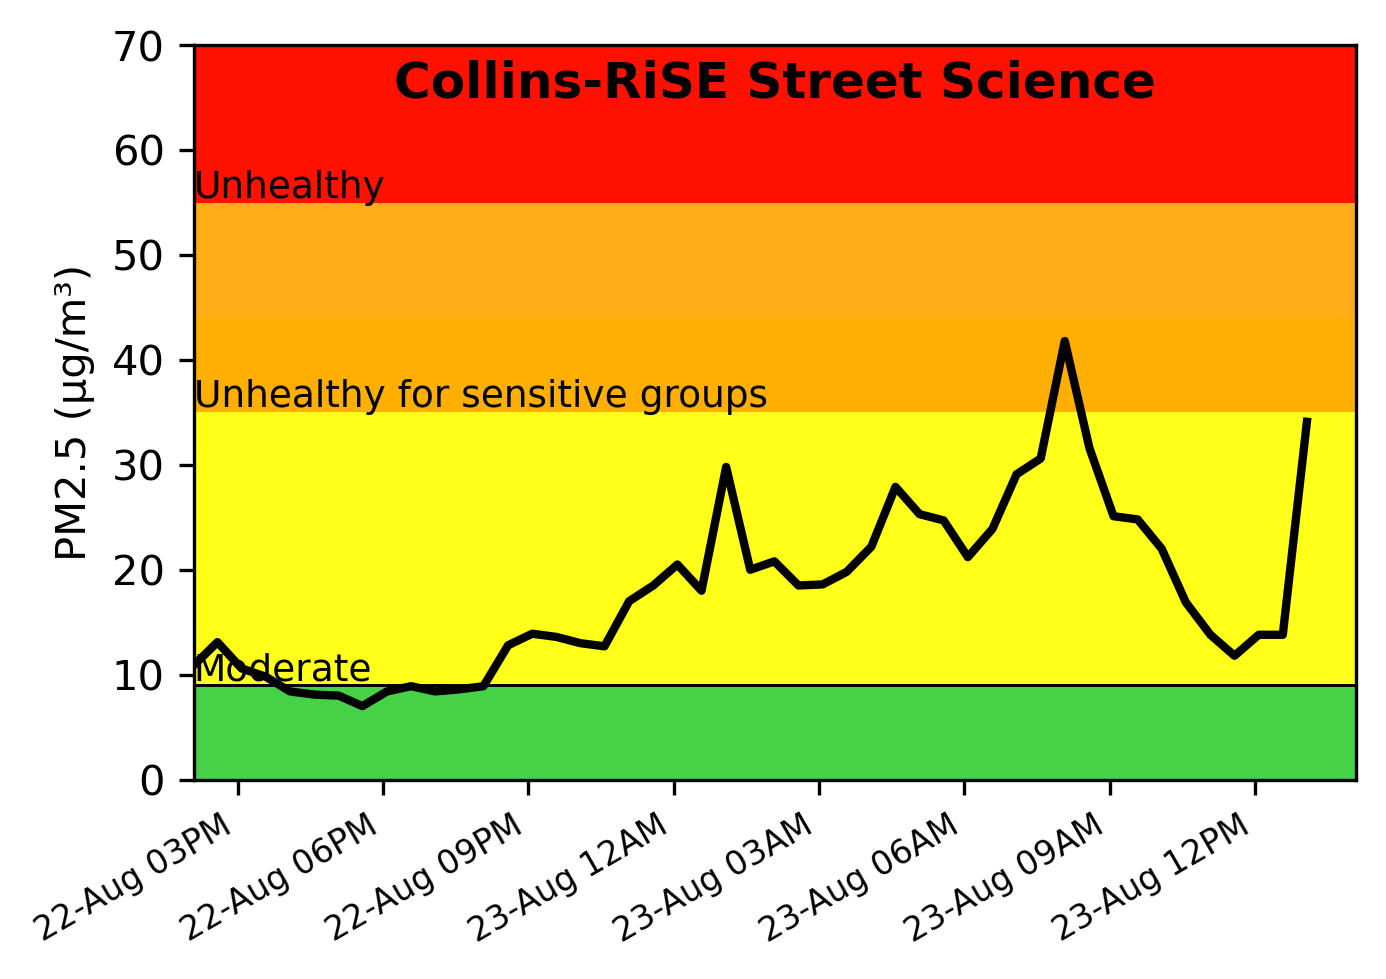 Collins-RiSE Street Science
70
60
Unhealthy
50
40
Unhealthy for sensitive groups
30
20
10
Moderate
0
PM2.5 (µg/m³)
22-Aug 03PM
22-Aug 06PM
22-Aug 09PM
23-Aug 12AM
23-Aug 03AM
23-Aug 06AM
23-Aug 09AM
23-Aug 12PM